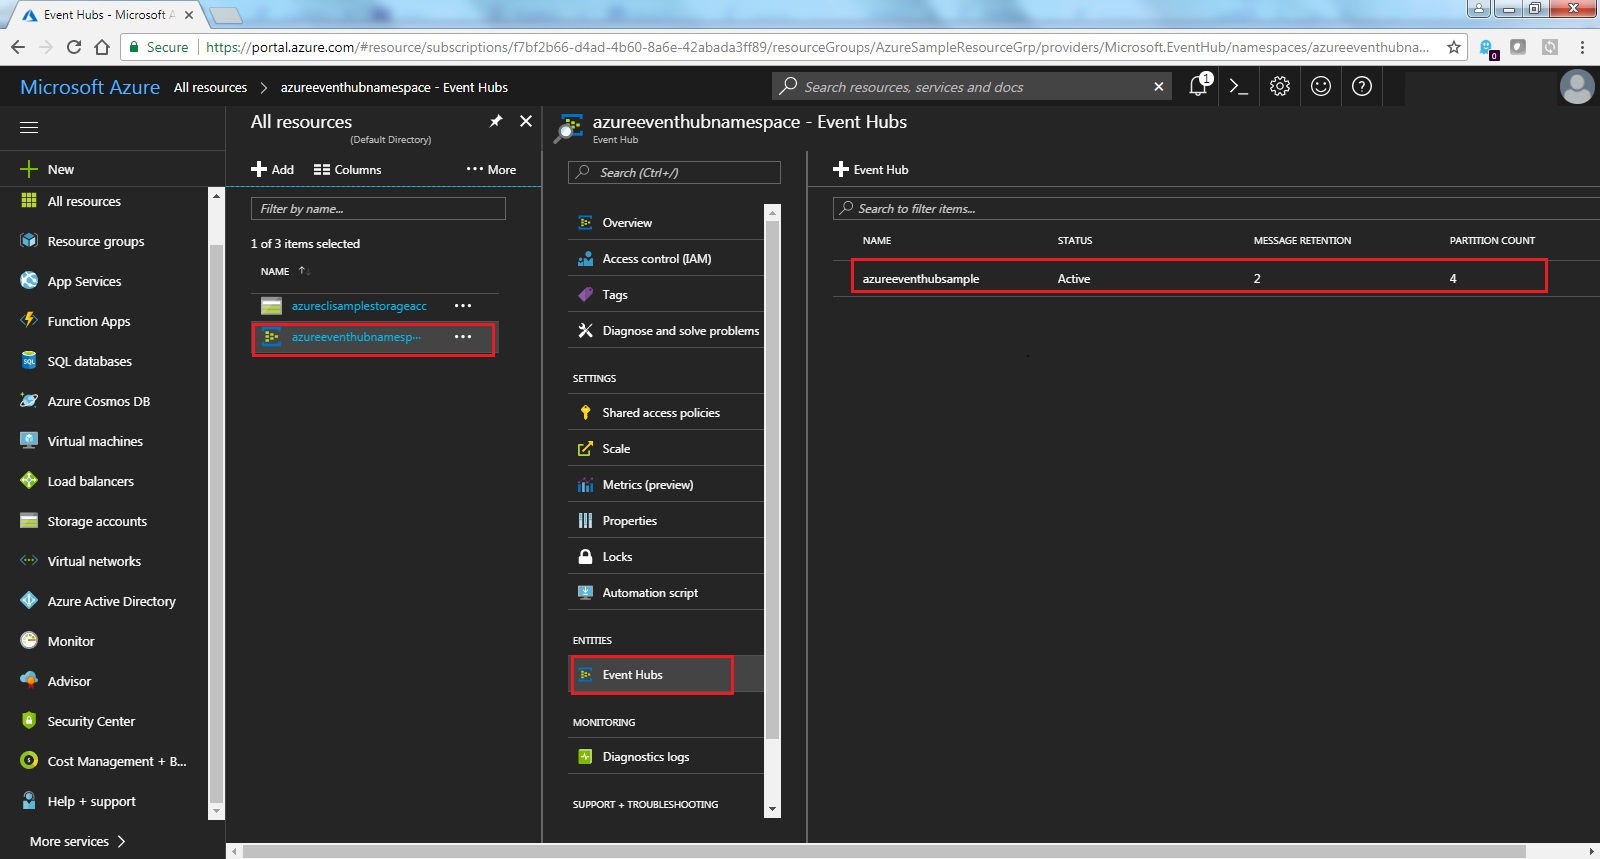 Event Hubs - Microsoft A
Secure
https://portal.azure.com/#resource/subscriptions/f7bf2b66-d4ad-4b60-8a6e-42abada3ff89/resourceGroups/AzureSampleResourceGrp/providers/Microsoft.EventHub/namespaces/azureeventhubna...
0
Microsoft Azure
All resources > azureeventhubnamespace - Event Hubs
Search resources, services and docs
1
New
All resources
Resource groups
App Services
Function Apps
SQL databases
Azure Cosmos DB
Virtual machines
Load balancers
Storage accounts
Virtual networks
Azure Active Directory
Monitor
Advisor
Security Center
Cost Management + B...
Help + support
More services >
All resources
(Default Directory)
Add
Columns
More
Filter by name...
1 of 3 items selected
NAME
azureclisamplestorageacc
azureeventhubnamesp···
azureeventhubnamespace - Event Hubs
Event Hub
Search (Ctrl+/)
Overview
Access control (IAM)
Tags
Diagnose and solve problems
SETTINGS
Shared access policies
Scale
Metrics (preview)
Properties
Locks
Automation script
ENTITIES
Event Hubs
MONITORING
Diagnostics logs
SUPPORT + TROUBLESHOOTING
Event Hub
Search to filter items...
NAME STATUS MESSAGE RETENTION PARTITION COUNT
azureeventhubsample Active 2 4